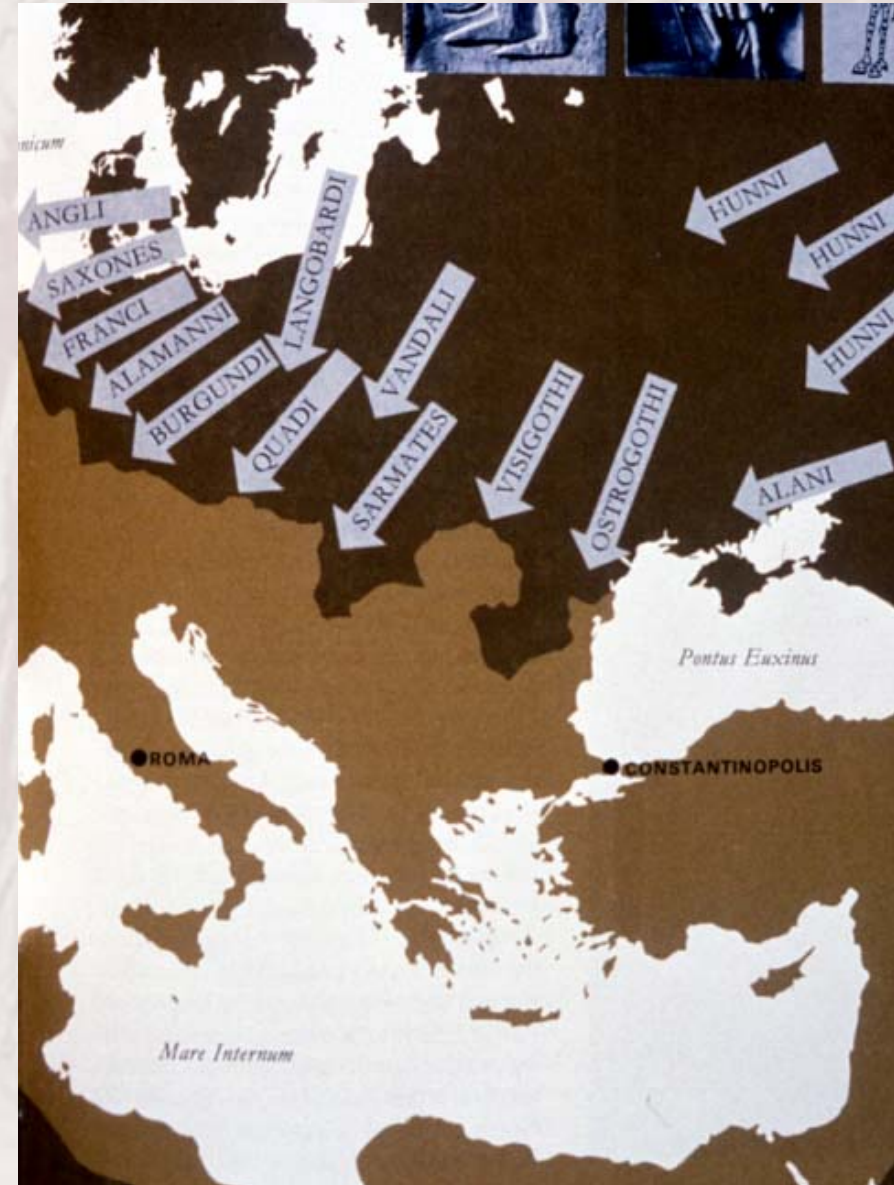 ANGLI
SAXONES
FRANCI
ALAMANNI
BURGUNDI
LANGOBARDI
QUADI
VANDALI
SARMATES
VISIGOTHI
OSTROGOTHI
HUNNI
HUNNI
HUNNI
ALANI
Pontus Euxinus
ROMA
CONSTANTINOPOLIS
Mare Internum